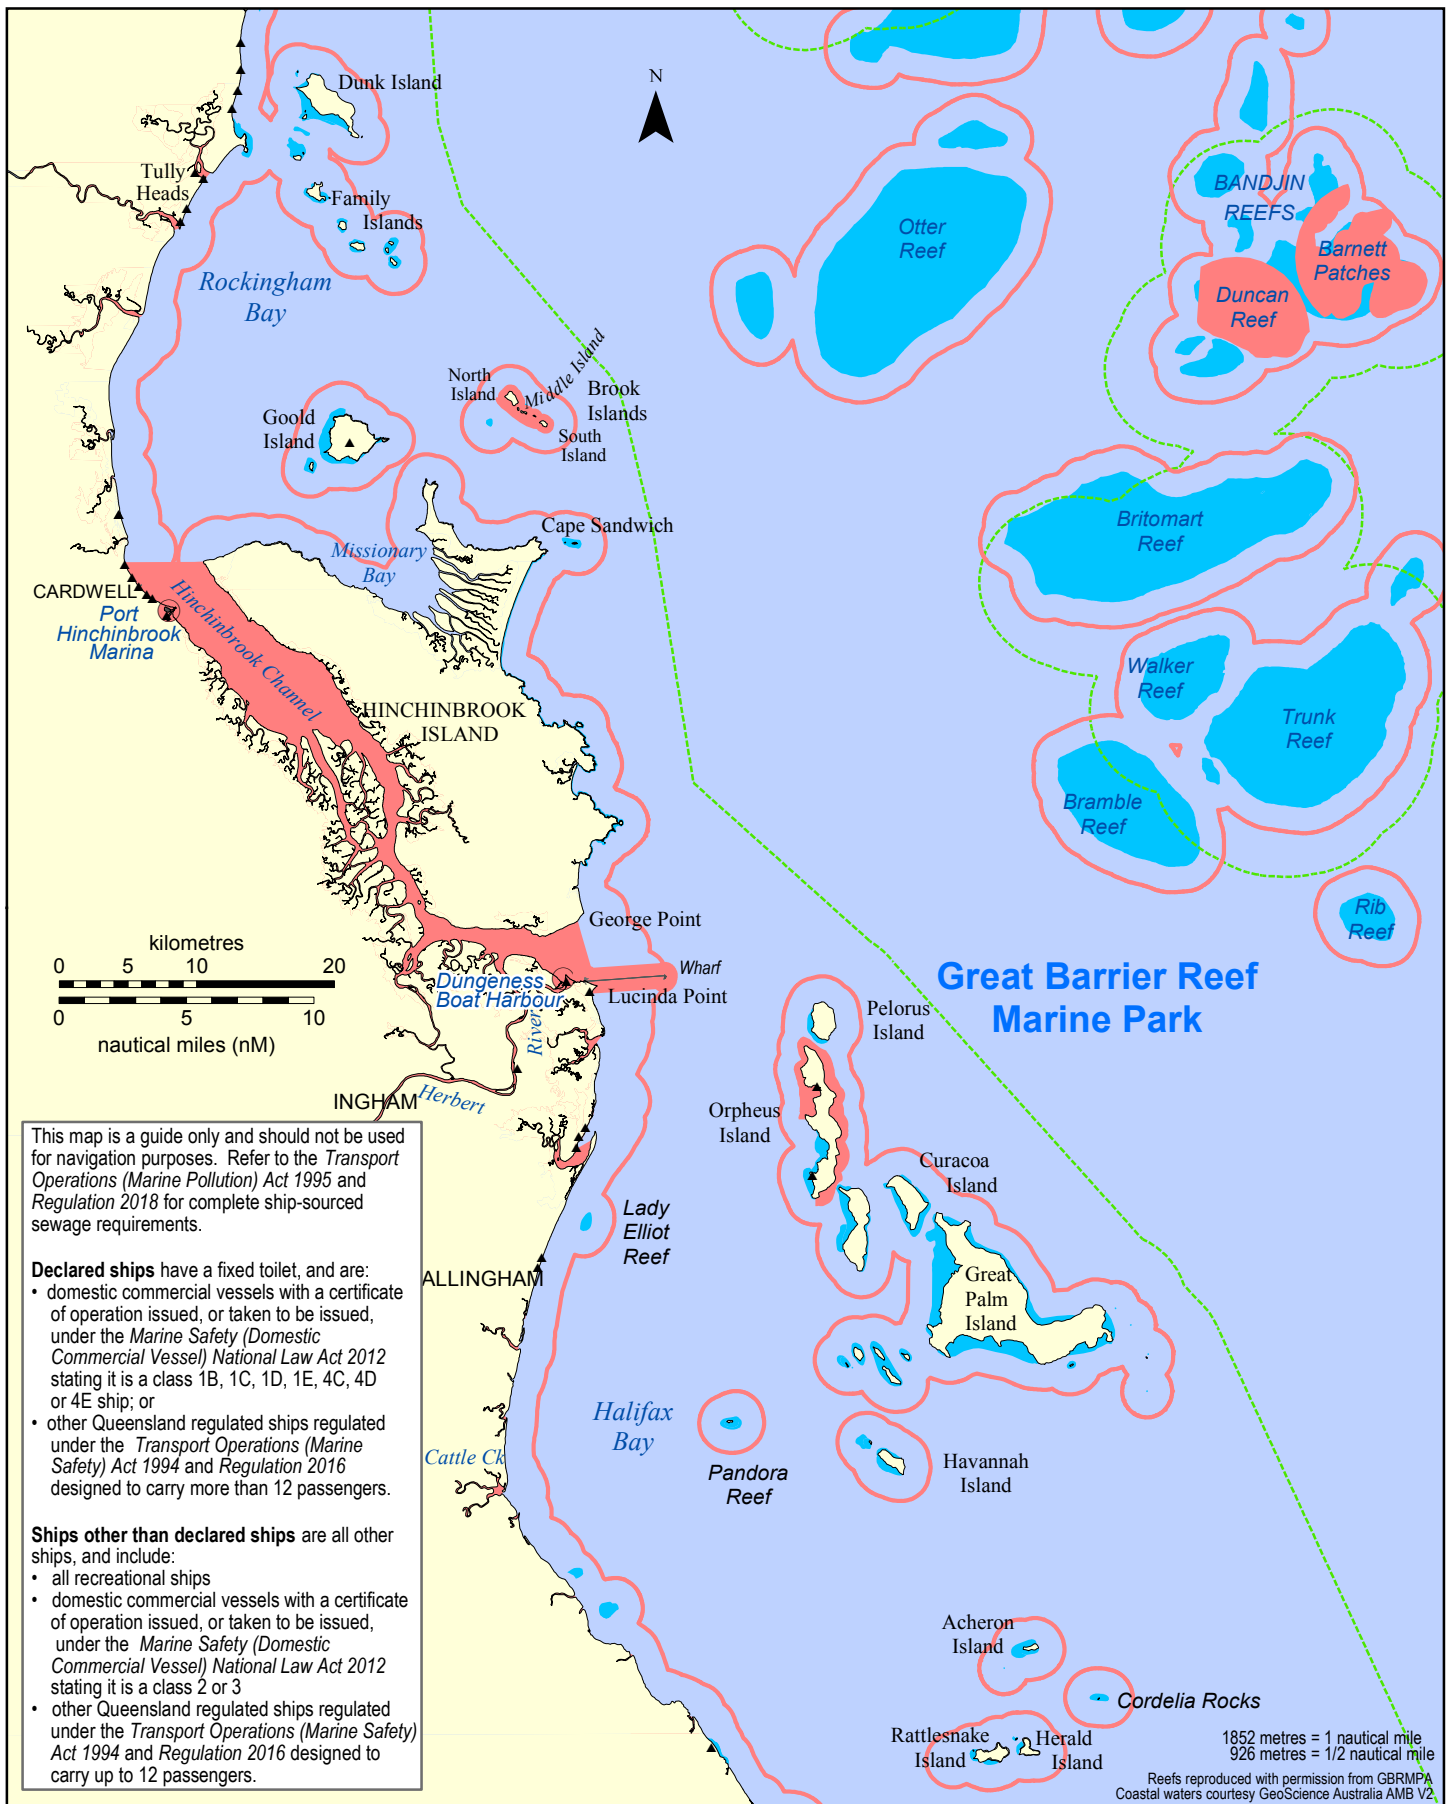 N
Dunk Island
Tully
Heads
Family
Islands
Rockingham
Bay
Otter
Reef
BANDJIN
REEFS
Barnett
Patches
Duncan
Reef
North
Island
Middle Island
Brook
Islands
South
Island
Goold
Island
Cape Sandwich
Missionary
Bay
Britomart
Reef
CARDWELL
Port
Hinchinbrook
Marina
Hinchinbrook Channel
HINCHINBROOK
ISLAND
Walker
Reef
Trunk
Reef
Bramble
Reef
Rib
Reef
George Point
kilometres
0 5 10 20
0 5 10
nautical miles (nM)
Dungeness
Boat Harbour
Wharf
Lucinda Point
Great Barrier Reef
Marine Park
Pelorus
Island
River
Herbert
INGHAM
Orpheus
Island
Curacoa
Island
Lady
Elliot
Reef
ALLINGHAM
Great
Palm
Island
Halifax
Bay
Cattle Ck
Pandora
Reef
Havannah
Island
Acheron
Island
Cordelia Rocks
Rattlesnake
Island
Herald
Island
This map is a guide only and should not be used
for navigation purposes. Refer to the Transport
Operations (Marine Pollution) Act 1995 and
Regulation 2018 for complete ship-sourced
sewage requirements.
Declared ships have a fixed toilet, and are:
• domestic commercial vessels with a certificate
of operation issued, or taken to be issued,
under the Marine Safety (Domestic
Commercial Vessel) National Law Act 2012
stating it is a class 1B, 1C, 1D, 1E, 4C, 4D
or 4E ship; or
• other Queensland regulated ships regulated
under the Transport Operations (Marine
Safety) Act 1994 and Regulation 2016
designed to carry more than 12 passengers.
Ships other than declared ships are all other
ships, and include:
• all recreational ships
• domestic commercial vessels with a certificate
of operation issued, or taken to be issued,
under the Marine Safety (Domestic
Commercial Vessel) National Law Act 2012
stating it is a class 2 or 3
• other Queensland regulated ships regulated
under the Transport Operations (Marine Safety)
Act 1994 and Regulation 2016 designed to
carry up to 12 passengers.
1852 metres = 1 nautical mile
926 metres = 1/2 nautical mile
Reefs reproduced with permission from GBRMPA
Coastal waters courtesy GeoScience Australia AMB V2